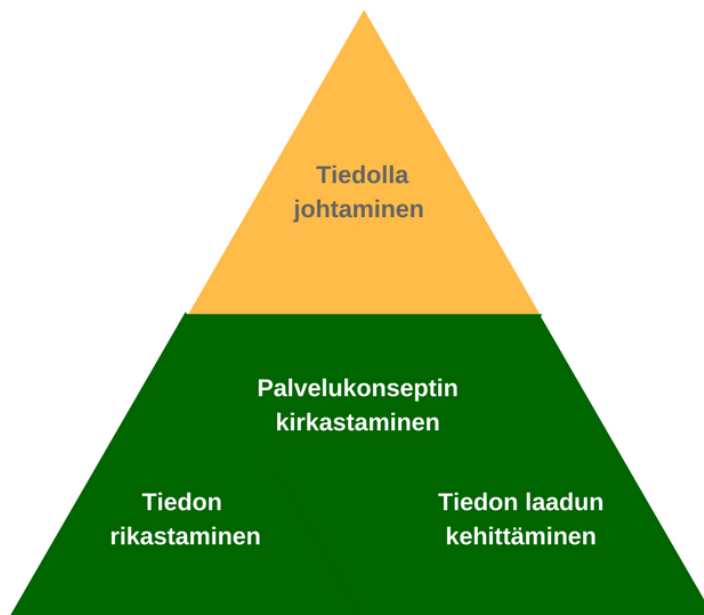 Tiedolla
johtaminen
Palvelukonseptin
kirkastaminen
Tiedon
rikastaminen
Tiedon laadun
kehittäminen